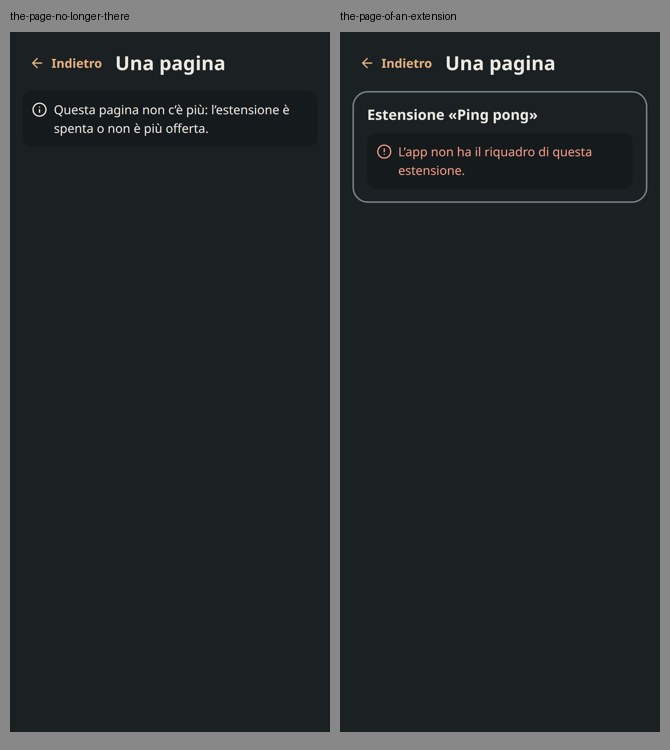 the-page-no-longer-there
Indietro Una pagina
Questa pagina non c’è più: l’estensione è
spenta o non è più offerta.
the-page-of-an-extension
Indietro Una pagina
Estensione «Ping pong»
L’app non ha il riquadro di questa
estensione.